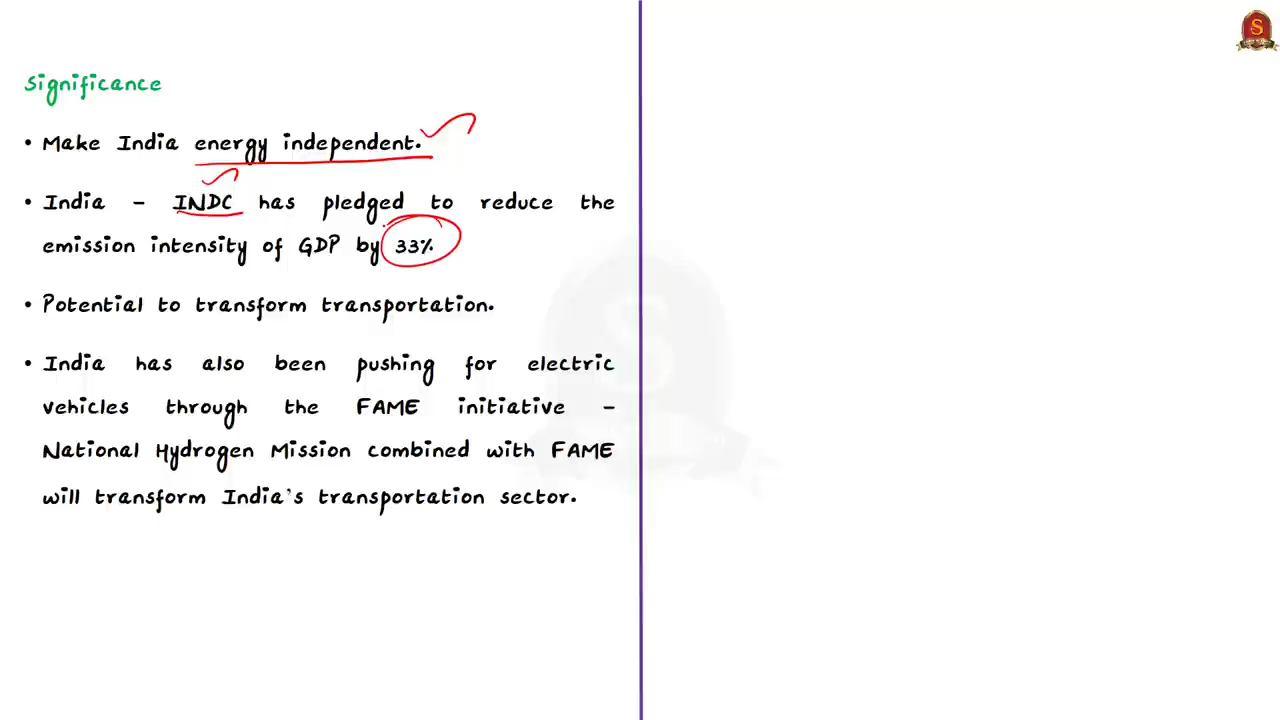 Significance
• Make India energy independent.
• India - INDC has pledged to reduce the
emission intensity of GDP by 33%
• Potential to transform transportation.
• India has also been pushing for electric
vehicles through the FAME initiative -
National Hydrogen Mission combined with FAME
will transform India's transportation sector.
S